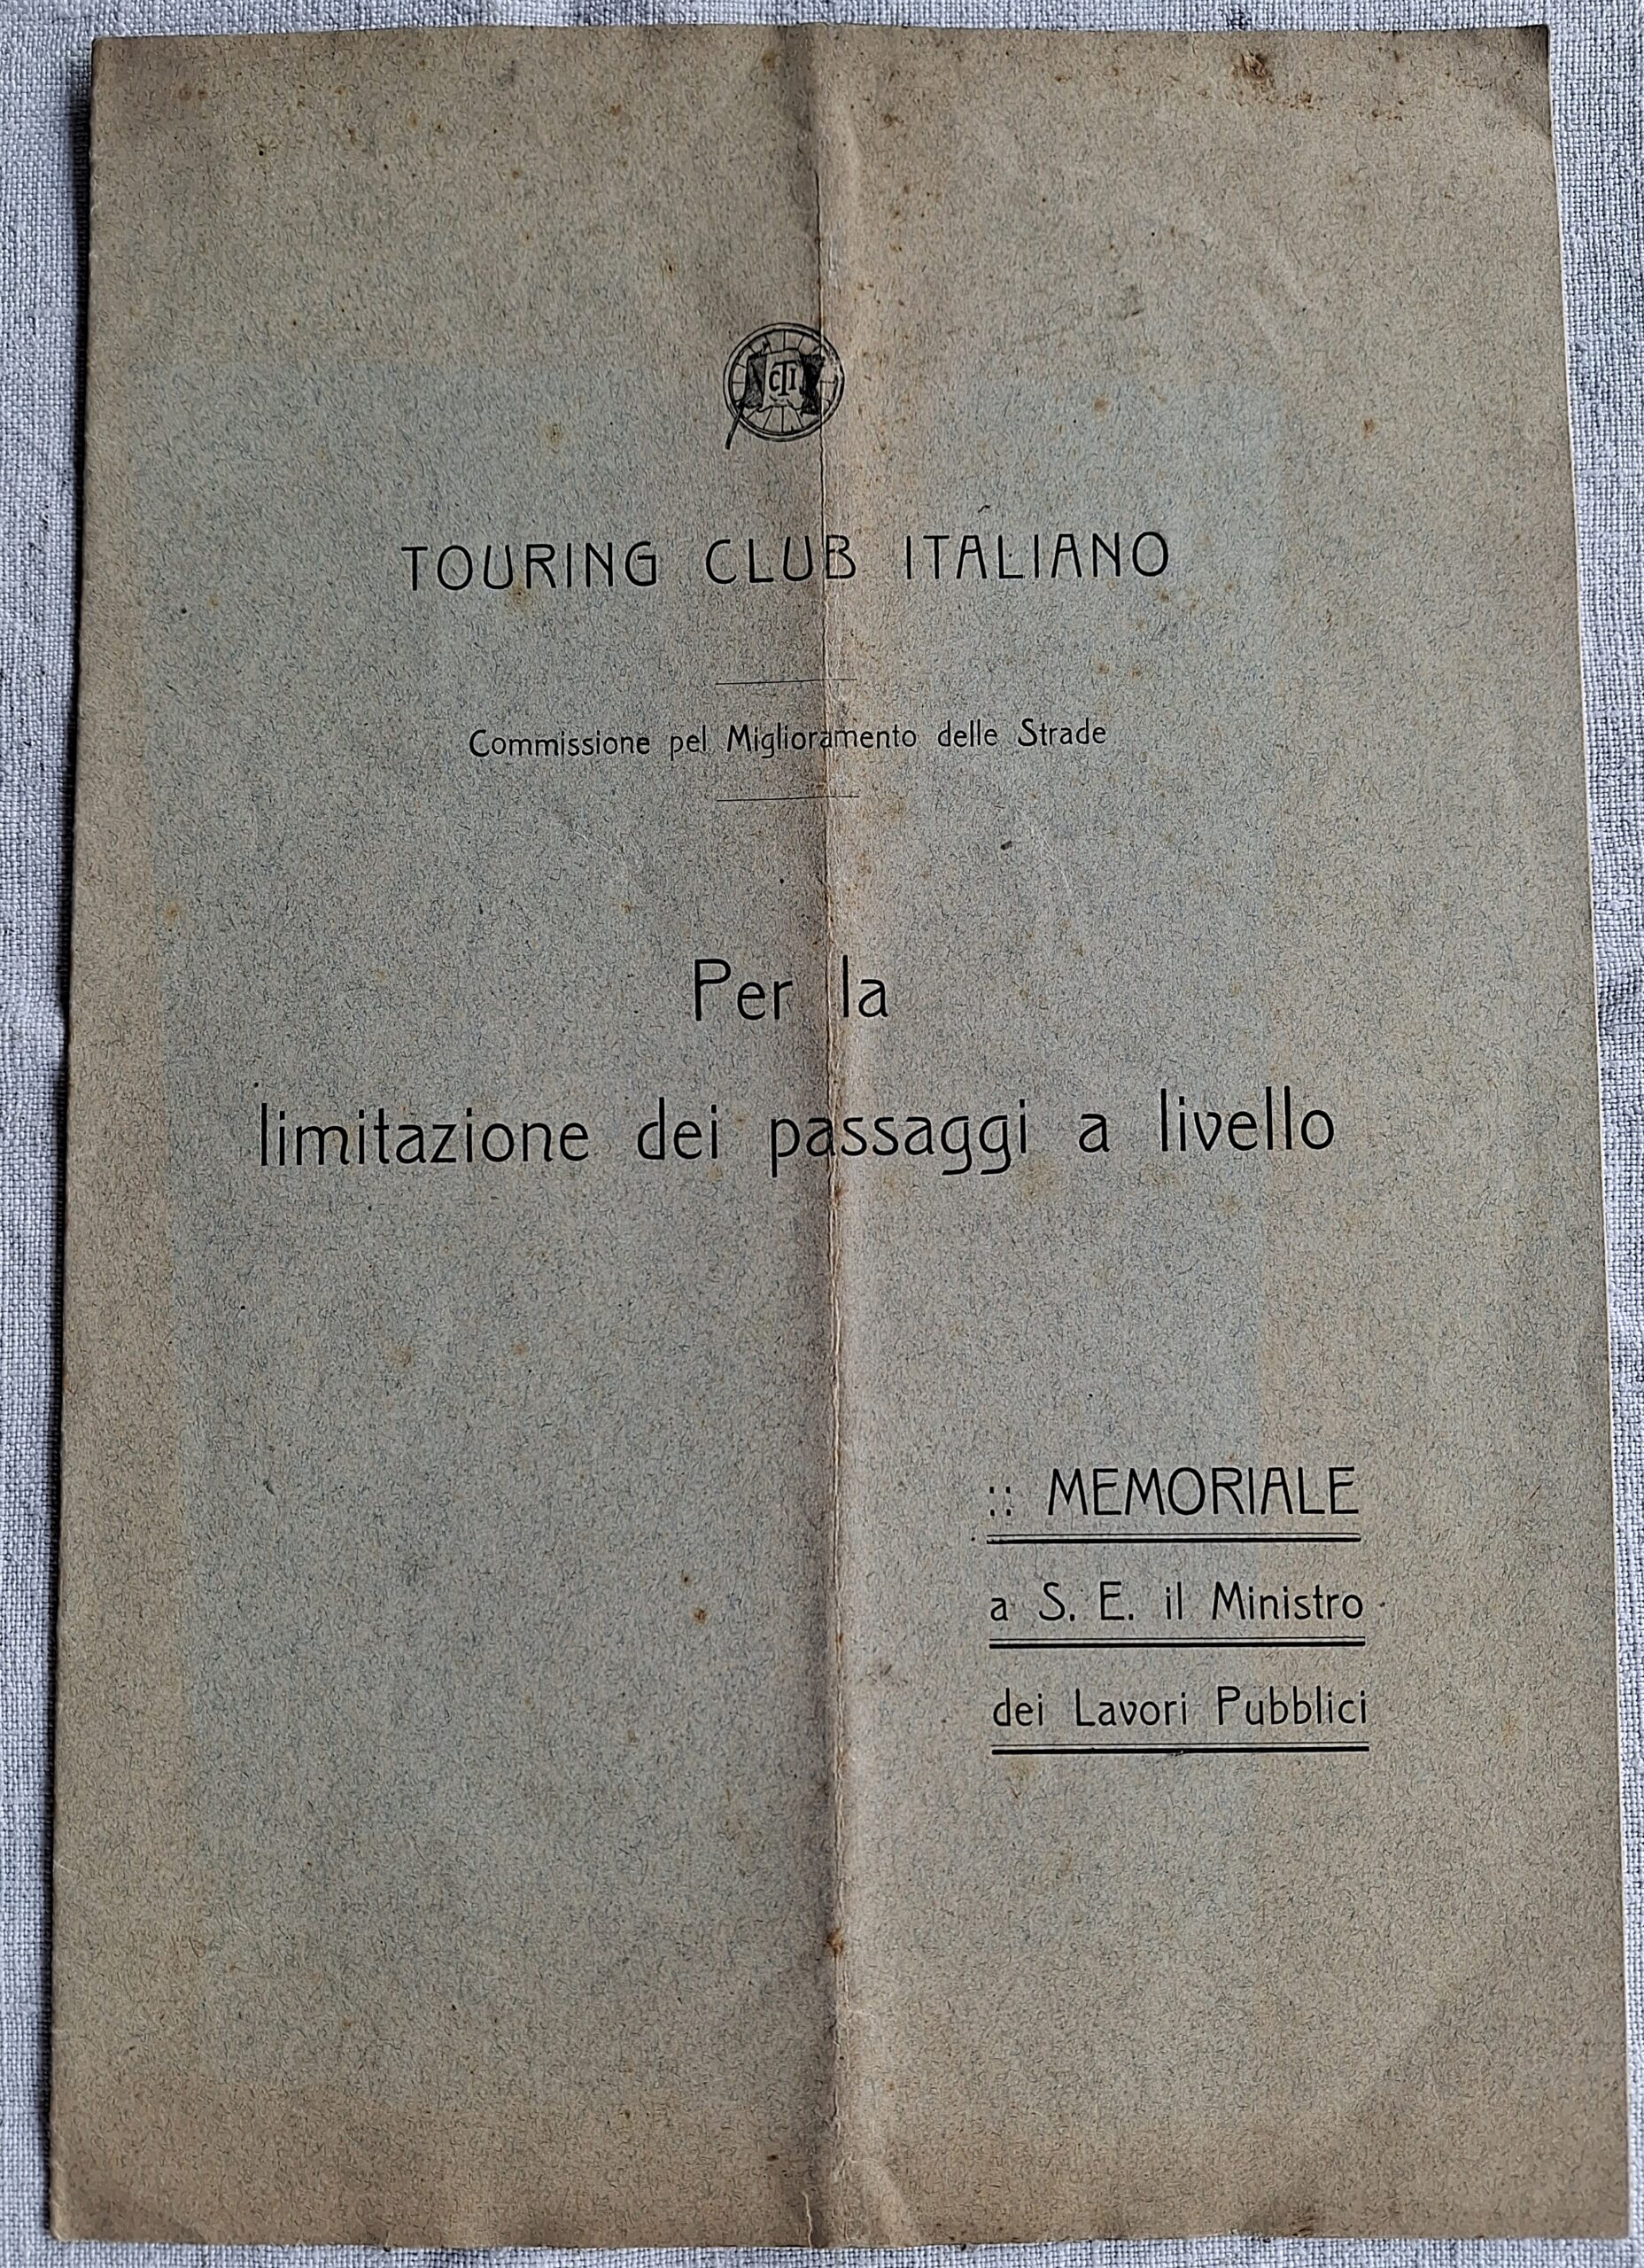 CTI
TOURING CLUB ITALIANO
Commissione pel Miglioramento delle Strade
Per la
limitazione dei passaggi a livello
:: MEMORIALE
a S. E. il Ministro
dei Lavori Pubblici